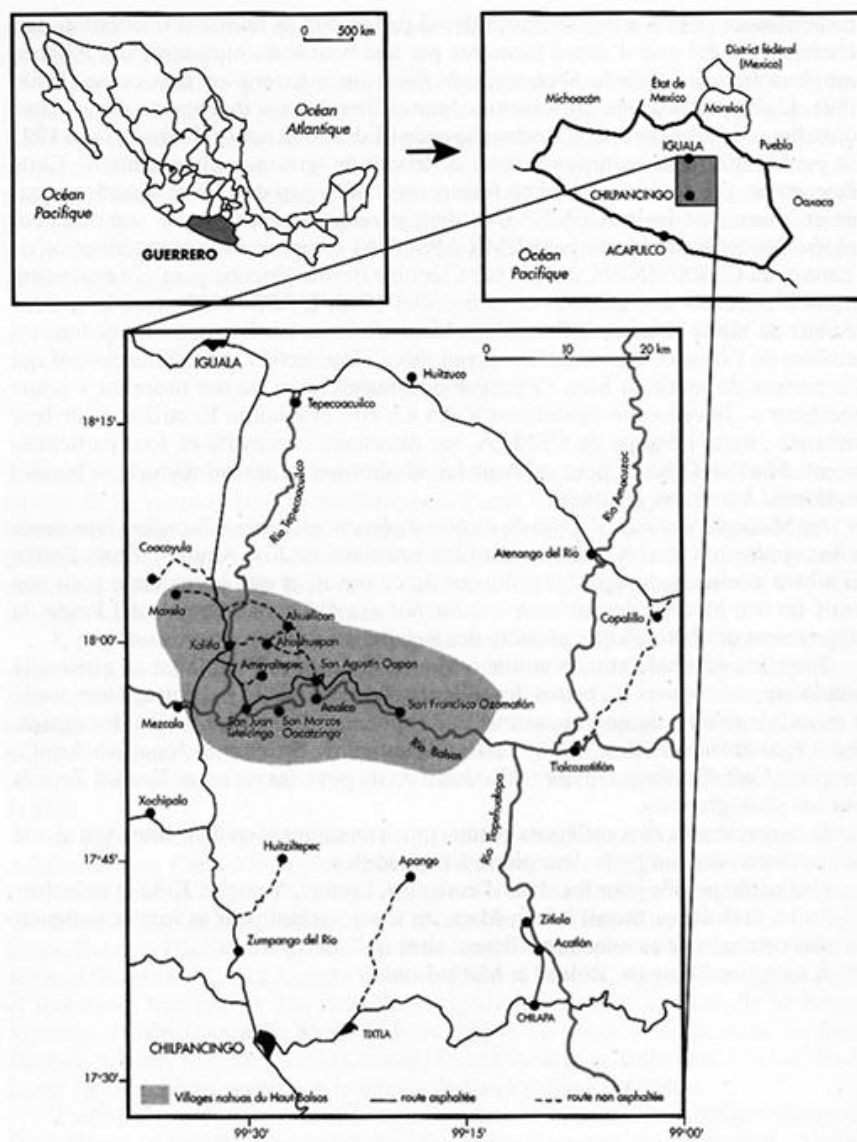 0 500 km
Océan
Atlantique
Océan
Pacifique
GUERRERO
District fédéral
(Mexico)
État de
Mexico
Michoacán
Morelos
IGUALA
Puebla
CHILPANCINGO
Oaxaca
Océan
Pacifique
ACAPULCO
IGUALA
0 10 20 km
Huitzuco
Tepecoacuilco
18°15'
Río Tepecoacuilco
Río Amacuzac
Cocoyula
Atenango del Río
Maxela
Ahuelican
Copalillo
18°00'
Xalitla
Ahuehuepan
Ameyaltepec
San Agustín Oapan
Mezcala
San Juan
Tetelcingo
San Marcos
Oacatzingo
Analco
San Francisco Ozomatlán
Río Balsas
Tlalcozotitlán
Xochipala
17°45'
Huitziltepec
Apango
Zumpango del Río
Zitlala
Acatlán
CHILPANCINGO
TIXTLA
CHILAPA
17°30'
Villages nahuas du Haut-Balsas
route asphaltée
route non asphaltée
99°30'
99°15'
99°00'